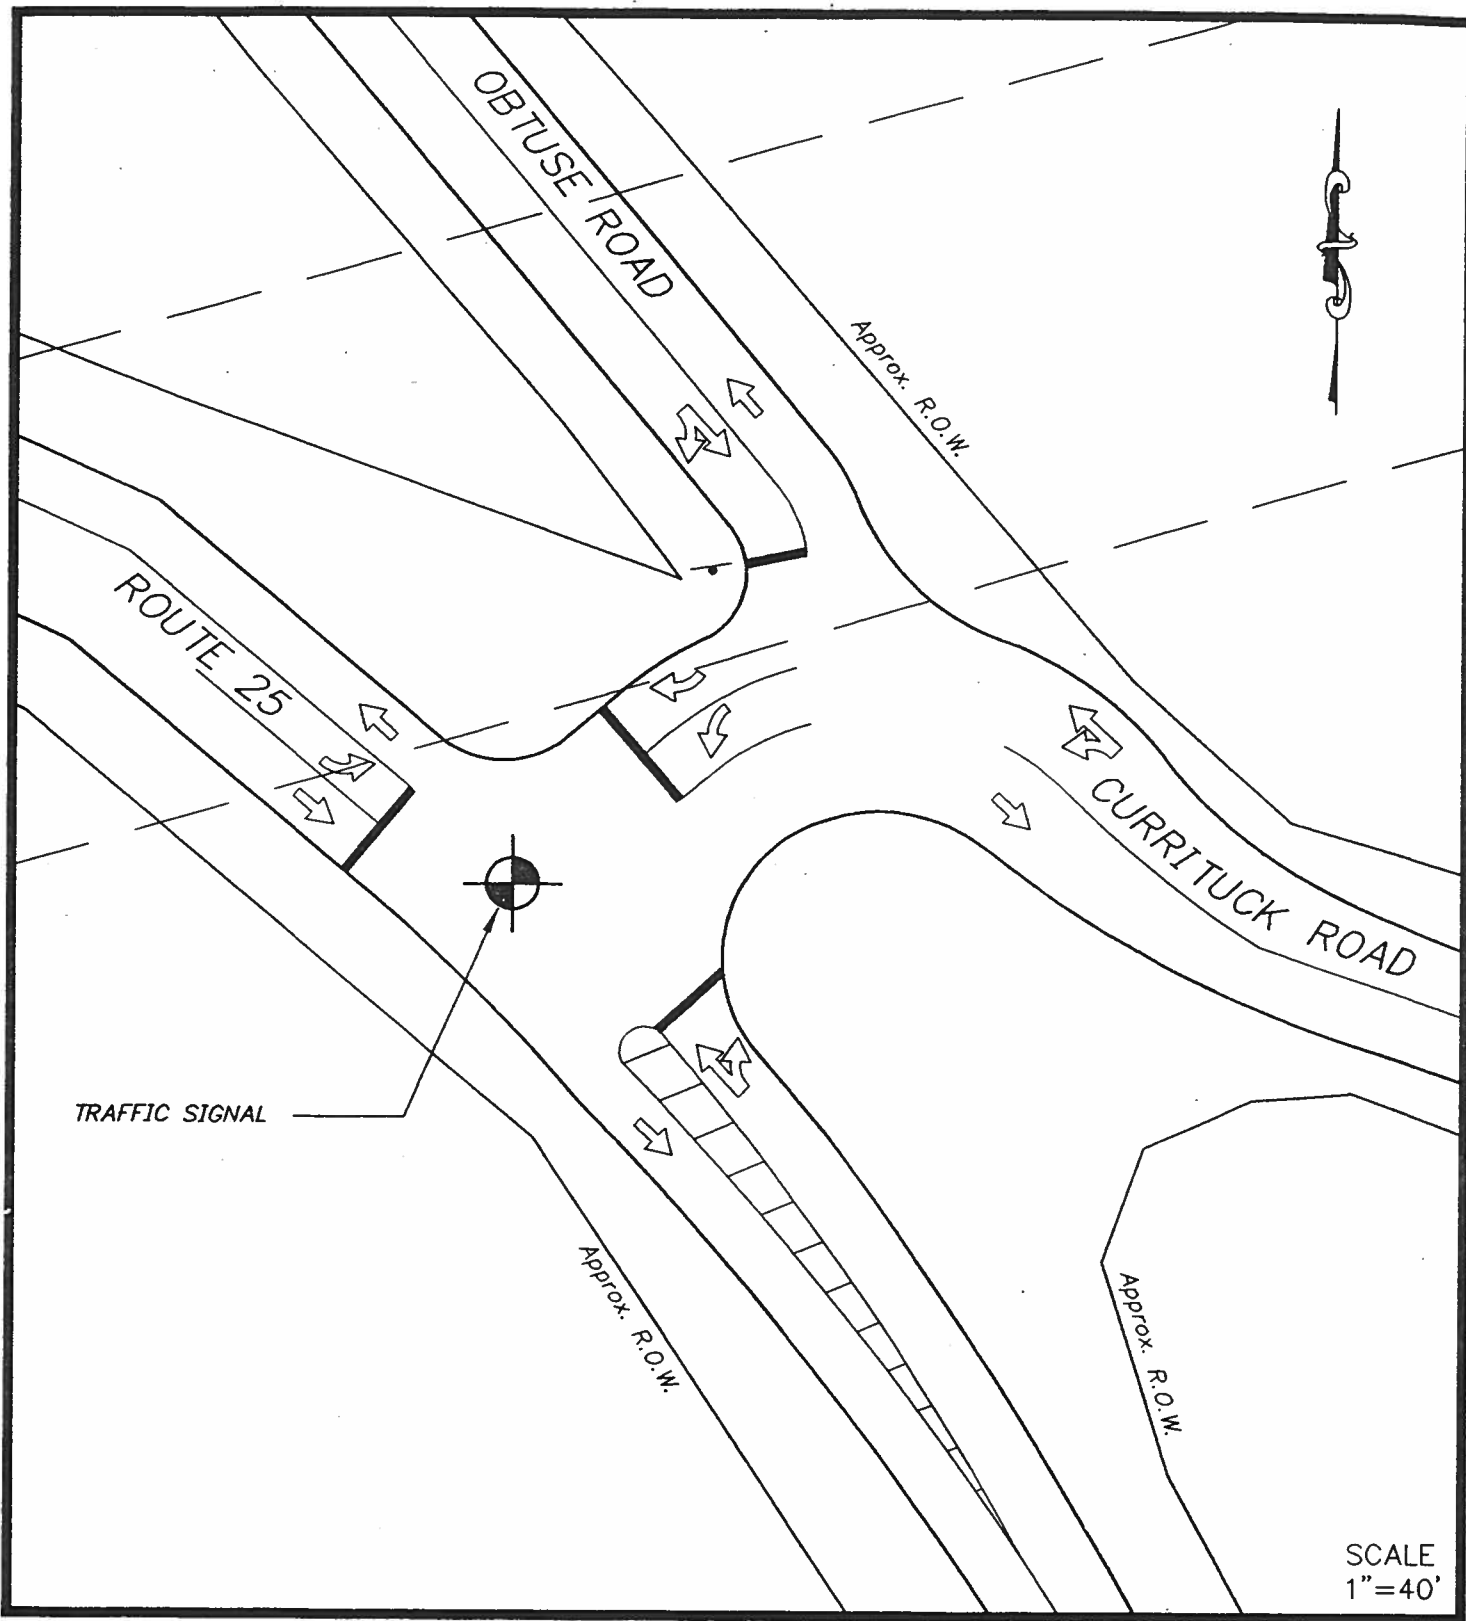 OBTUSE ROAD
Approx. R.O.W.
ROUTE 25
CURRITUCK ROAD
TRAFFIC SIGNAL
Approx. R.O.W.
Approx. R.O.W.
SCALE
1"=40'